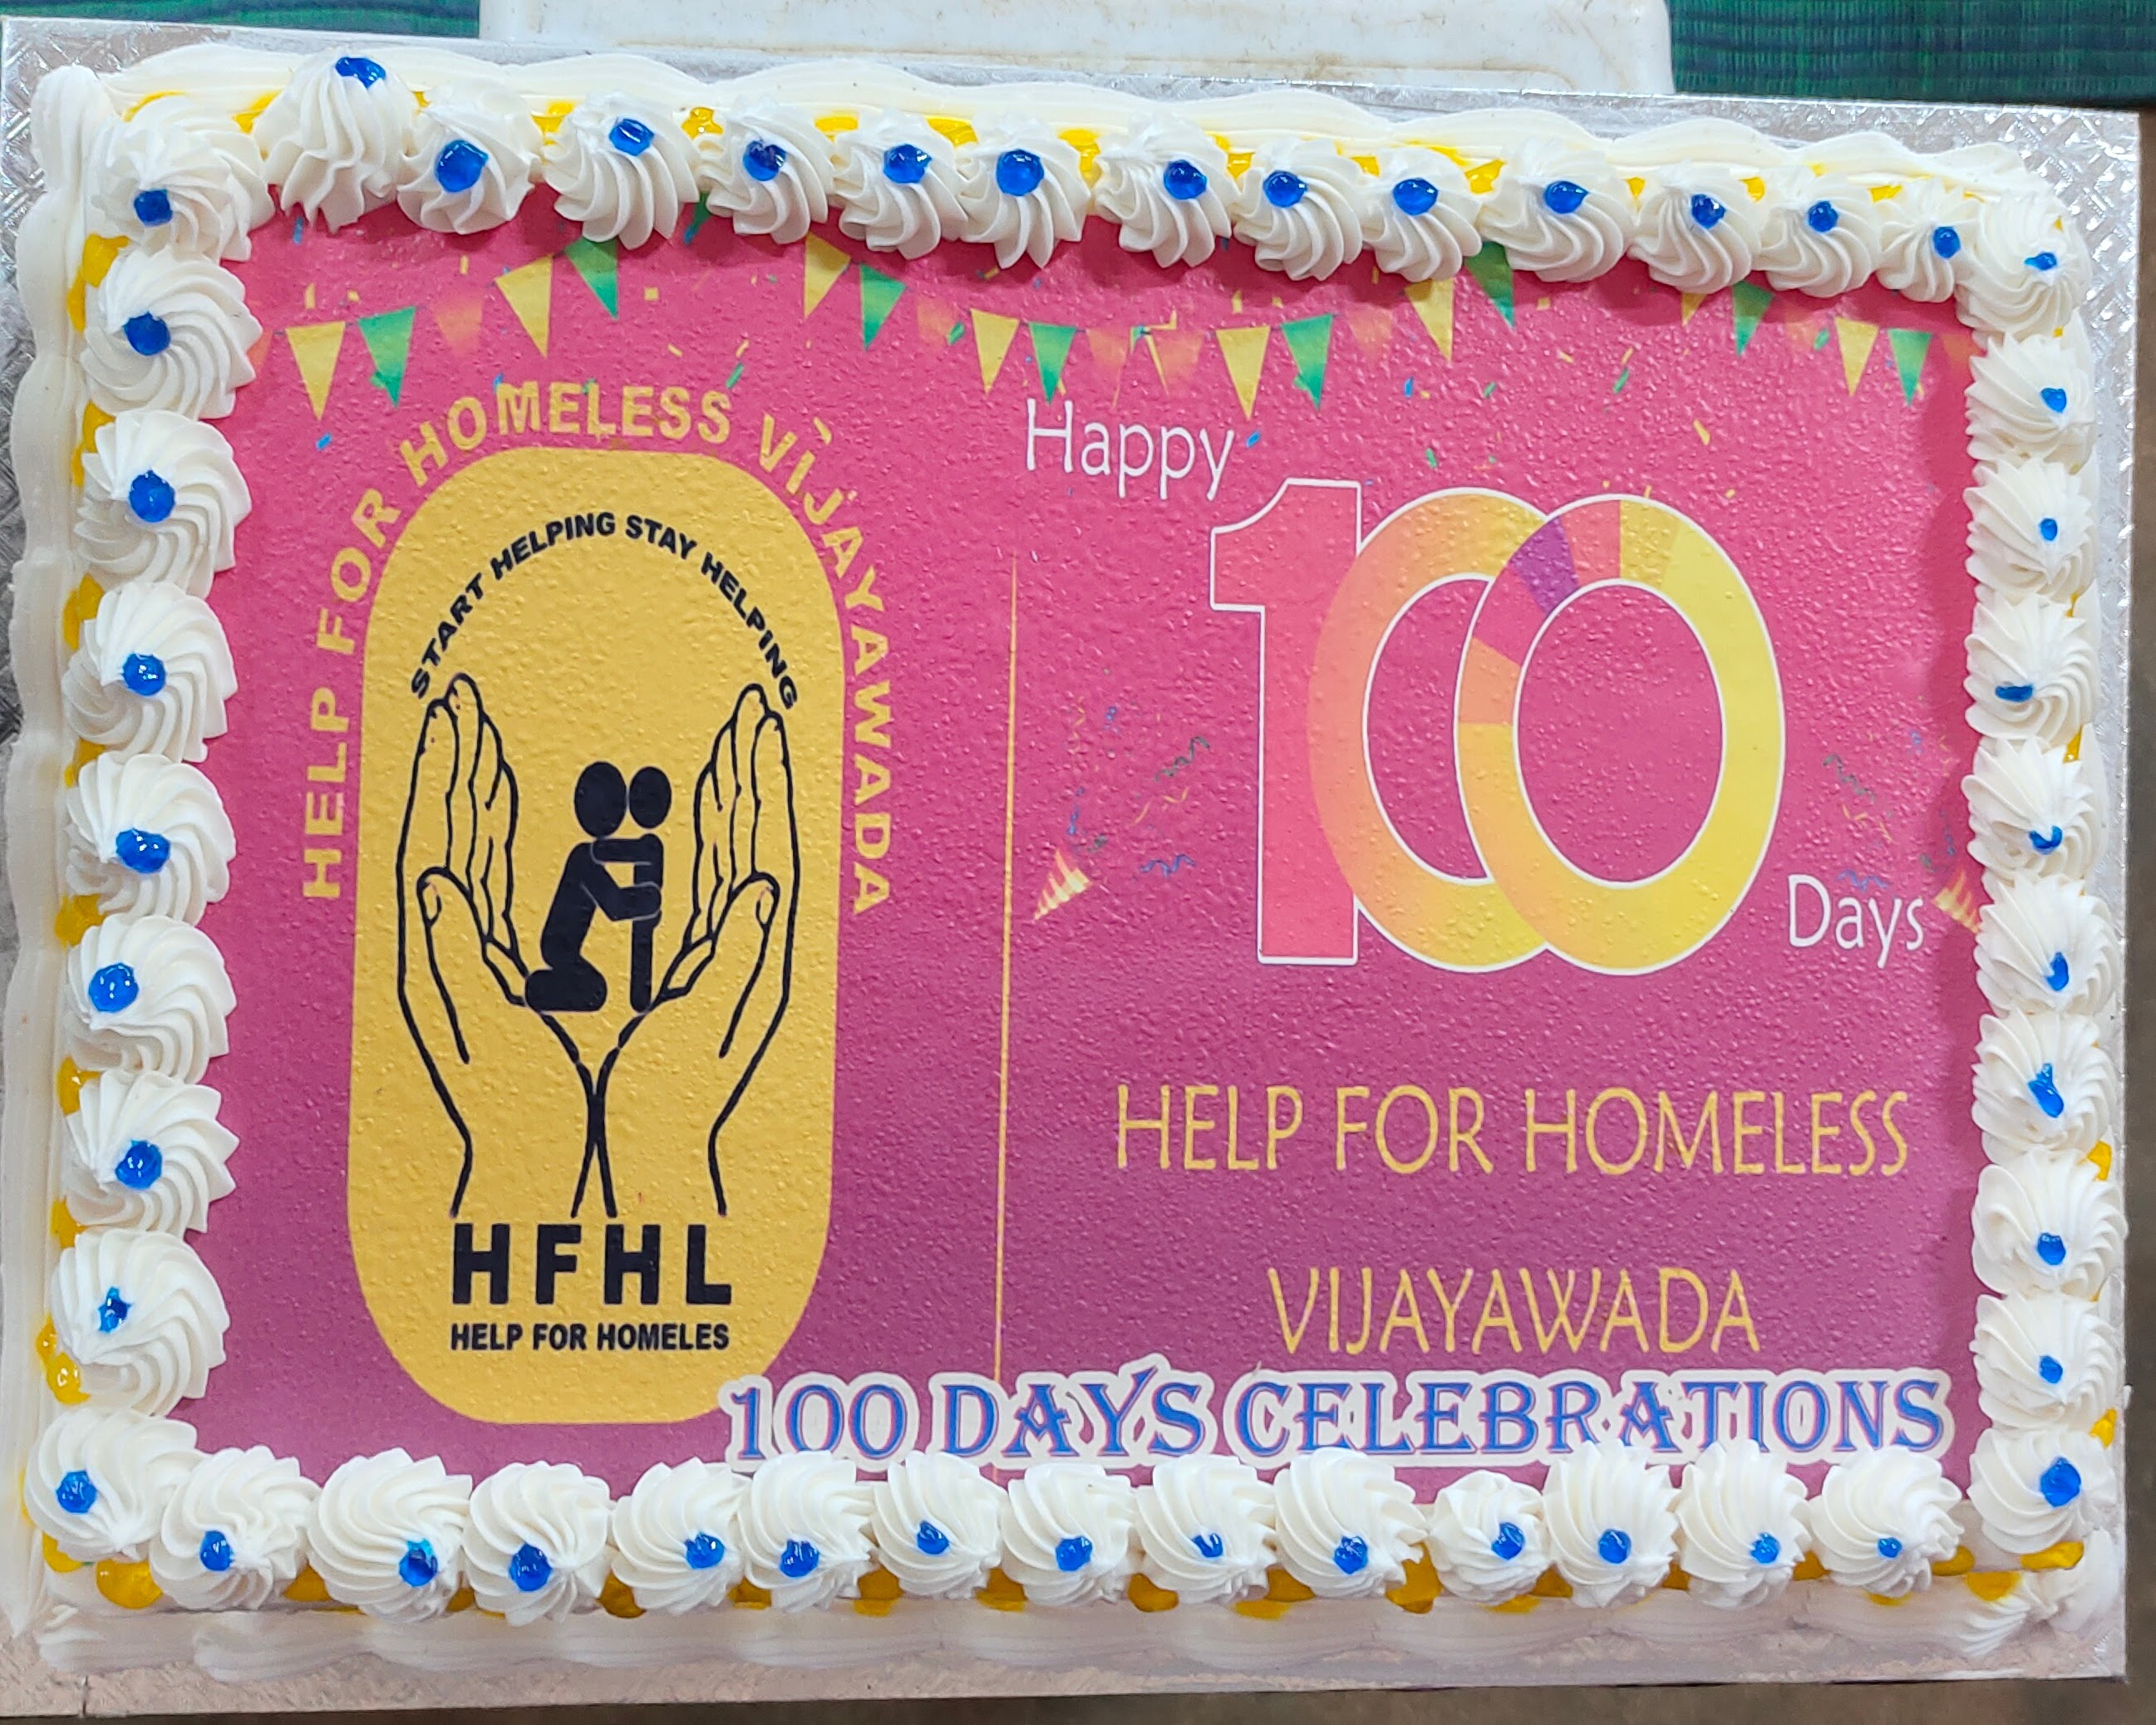 HELP FOR HOMELESS VIJAYAWADA
START HELPING STAY HELPING
HFHL
HELP FOR HOMELES
Happy
100
Days
HELP FOR HOMELESS
VIJAYAWADA
100 DAYS CELEBRATIONS